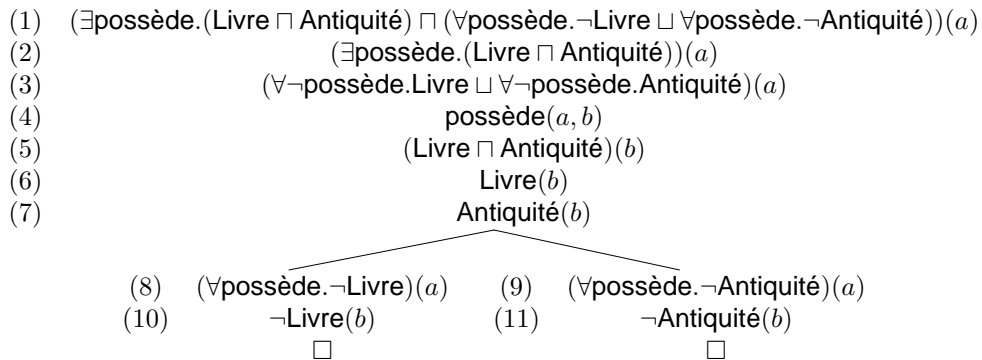 (1) (∃possède.(Livre ⊓ Antiquité) ⊓ (∀possède.¬Livre ⊔ ∀possède.¬Antiquité))(a)
(2) (∃possède.(Livre ⊓ Antiquité))(a)
(3) (∀¬possède.Livre ⊔ ∀¬possède.Antiquité)(a)
(4) possède(a, b)
(5) (Livre ⊓ Antiquité)(b)
(6) Livre(b)
(7) Antiquité(b)
(8) (∀possède.¬Livre)(a) (9) (∀possède.¬Antiquité)(a)
(10) ¬Livre(b) (11) ¬Antiquité(b)
□ □